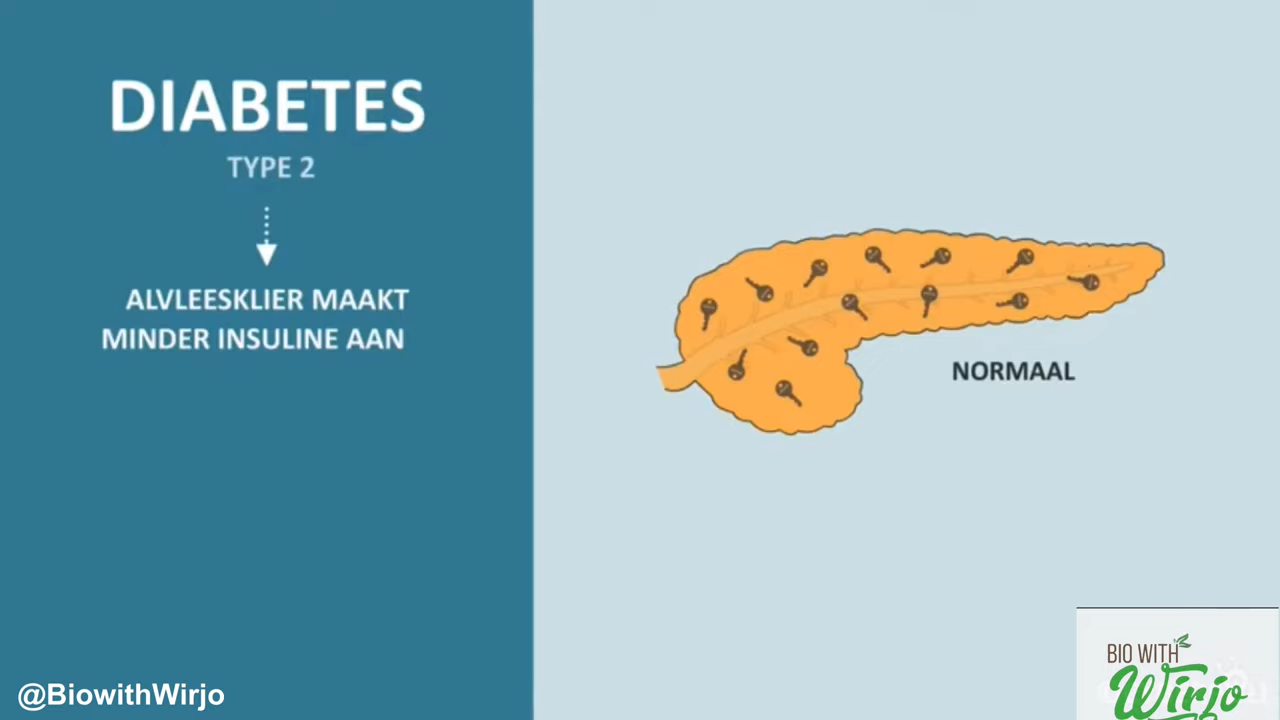 DIABETES
TYPE 2
ALVLEESKLIER MAAKT
MINDER INSULINE AAN
NORMAAL
BIO WITH
Wirjo
@BiowithWirjo